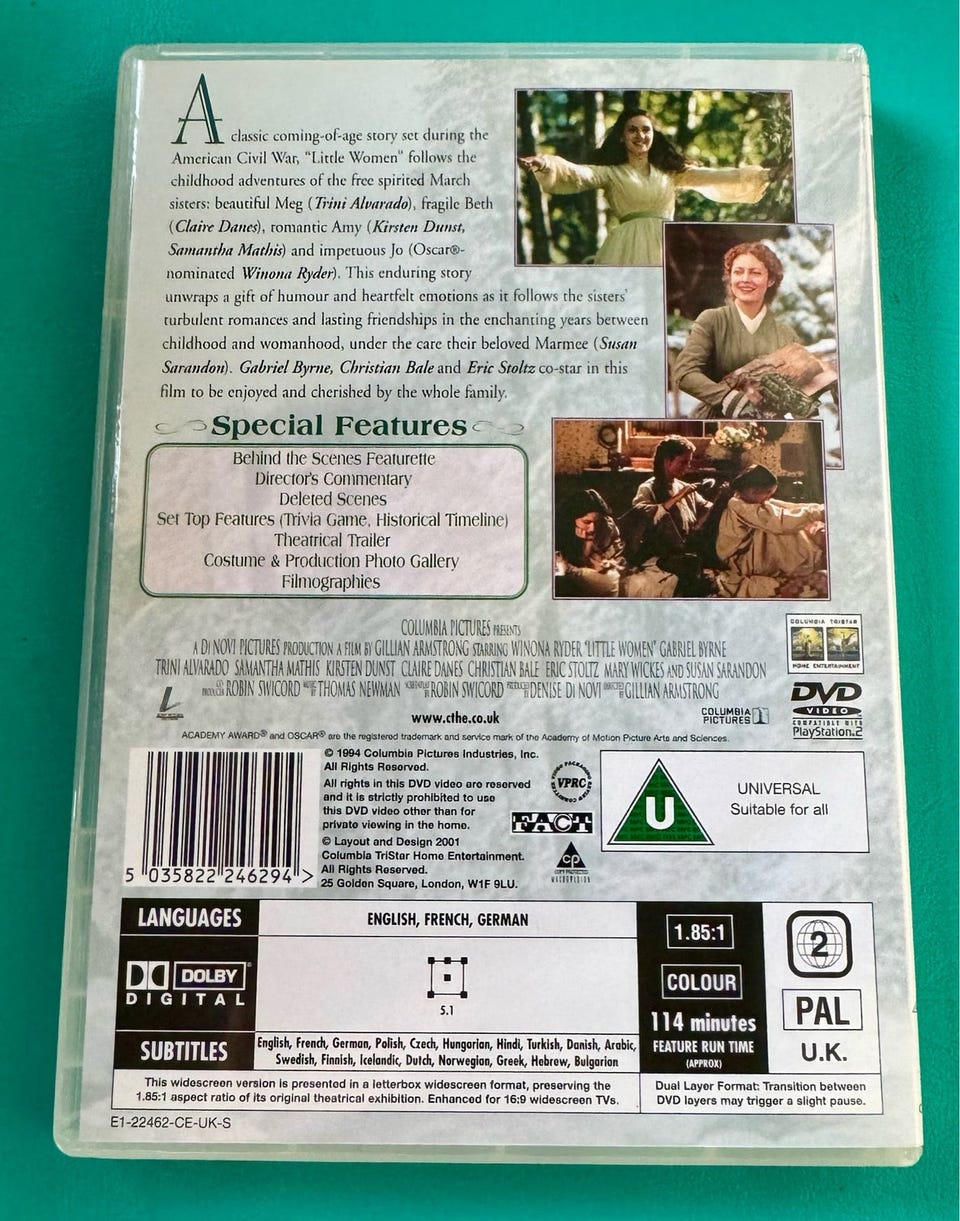 A classic coming-of-age story set during the
American Civil War, "Little Women" follows the
childhood adventures of the free spirited March
sisters: beautiful Meg (Trini Alvarado), fragile Beth
(Claire Danes), romantic Amy (Kirsten Dunst,
Samantha Mathis) and impetuous Jo (Oscar®-
nominated Winona Ryder). This enduring story
unwraps a gift of humour and heartfelt emotions as it follows the sisters'
turbulent romances and lasting friendships in the enchanting years between
childhood and womanhood, under the care their beloved Marmee (Susan
Sarandon). Gabriel Byrne, Christian Bale and Eric Stoltz co-star in this
film to be enjoyed and cherished by the whole family.
Special Features
Behind the Scenes Featurette
Director's Commentary
Deleted Scenes
Set Top Features (Trivia Game, Historical Timeline)
Theatrical Trailer
Costume & Production Photo Gallery
Filmographies
COLUMBIA PICTURES PRESENTS
A DI NOVI PICTURES PRODUCTION A FILM BY GILLIAN ARMSTRONG STARRING WINONA RYDER "LITTLE WOMEN" GABRIEL BYRNE
TRINI ALVARADO SAMANTHA MATHIS KIRSTEN DUNST CLAIRE DANES CHRISTIAN BALE ERIC STOLTZ MARY WICKES AND SUSAN SARANDON
ROBIN SWICORD THOMAS NEWMAN ROBIN SWICORD DENISE DI NOVI GILLIAN ARMSTRONG
COLUMBIA TRISTAR
HOME ENTERTAINMENT
DVD
VIDEO
COMPATIBLE WITH
PlayStation.2
www.cthe.co.uk
COLUMBIA
PICTURES
ACADEMY AWARD® and OSCAR® are the registered trademark and service mark of the Academy of Motion Picture Arts and Sciences.
5 035822 246294 >
© 1994 Columbia Pictures Industries, Inc.
All Rights Reserved.
All rights in this DVD video are reserved
and it is strictly prohibited to use
this DVD video other than for
private viewing in the home.
© Layout and Design 2001
Columbia TriStar Home Entertainment.
All Rights Reserved.
25 Golden Square, London, W1F 9LU.
VPRC
FACT
cp
COPY PROTECTED
MACROVISION
U
UNIVERSAL
Suitable for all
LANGUAGES
ENGLISH, FRENCH, GERMAN
DOLBY
DIGITAL
5.1
SUBTITLES
English, French, German, Polish, Czech, Hungarian, Hindi, Turkish, Danish, Arabic,
Swedish, Finnish, Icelandic, Dutch, Norwegian, Greek, Hebrew, Bulgarian
1.85:1
COLOUR
114 minutes
FEATURE RUN TIME
(APPROX)
2
PAL
U.K.
This widescreen version is presented in a letterbox widescreen format, preserving the
1.85:1 aspect ratio of its original theatrical exhibition. Enhanced for 16:9 widescreen TVs.
Dual Layer Format: Transition between
DVD layers may trigger a slight pause.
E1-22462-CE-UK-S